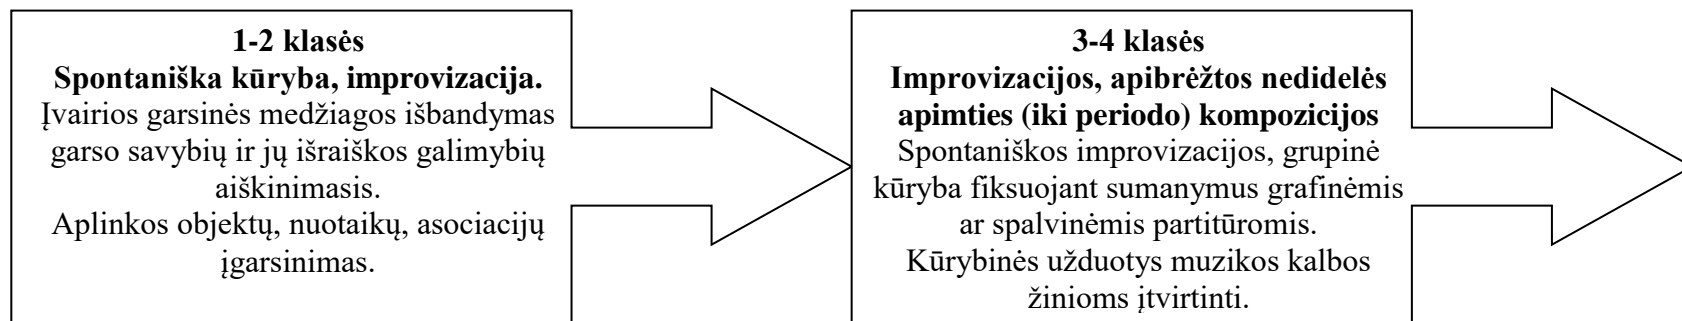 1-2 klasės
Spontaniška kūryba, improvizacija.
Įvairios garsinės medžiagos išbandymas
garso savybių ir jų išraiškos galimybių
aiškinimasis.
Aplinkos objektų, nuotaikų, asociacijų
įgarsinimas.
3-4 klasės
Improvizacijos, apibrėžtos nedidelės
apimties (iki periodo) kompozicijos
Spontaniškos improvizacijos, grupinė
kūryba fiksuojant sumanymus grafinėmis
ar spalvinėmis partitūromis.
Kūrybinės užduotys muzikos kalbos
žinioms įtvirtinti.